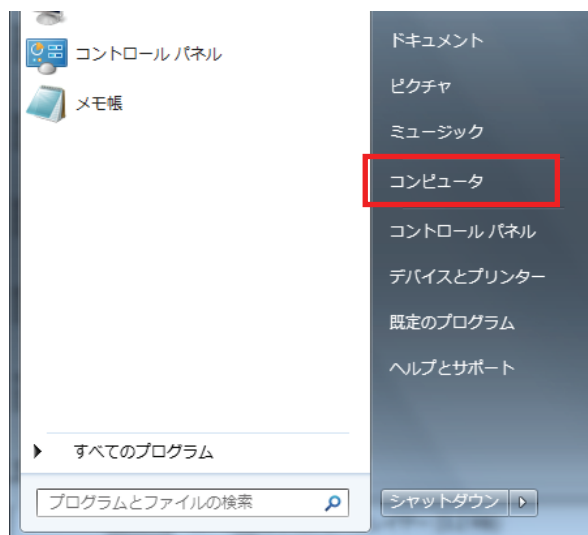 コントロール パネル
メモ帳
すべてのプログラム
プログラムとファイルの検索
ドキュメント
ピクチャ
ミュージック
コンピュータ
コントロール パネル
デバイスとプリンター
既定のプログラム
ヘルプとサポート
シャットダウン